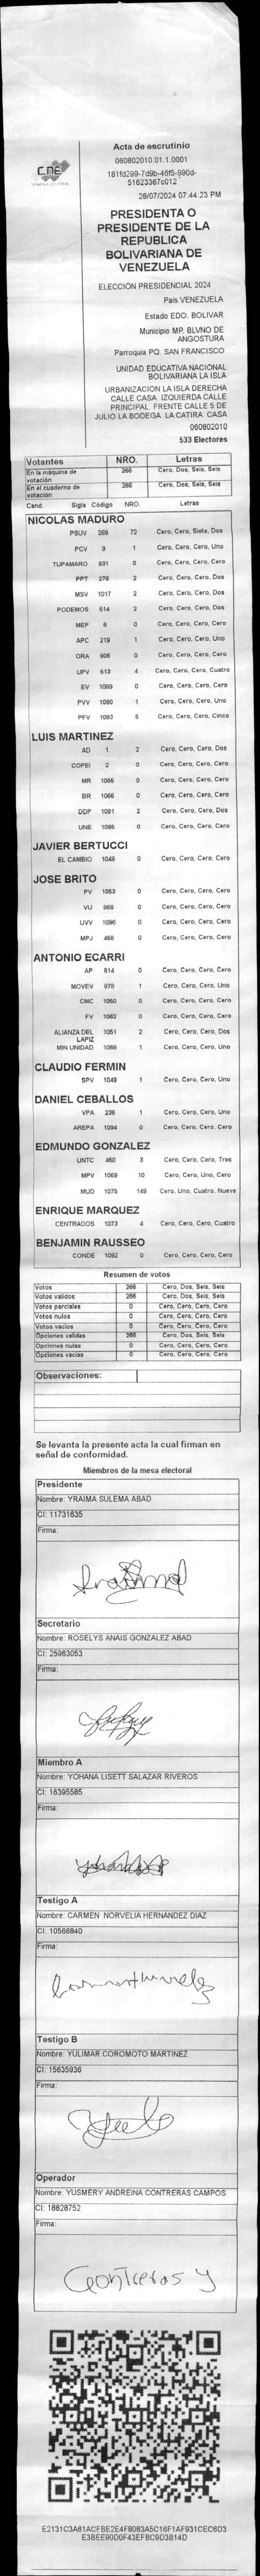 CNE
Acta de escrutinio
060802010.01.1.0001
181fd299-7d9b-46f5-990d-
51623367c012
28/07/2024 07:44:23 PM
PRESIDENTA O
PRESIDENTE DE LA
REPUBLICA
BOLIVARIANA DE
VENEZUELA
ELECCIÓN PRESIDENCIAL 2024
Pais VENEZUELA
Estado EDO. BOLIVAR
Municipio MP. BLVNO DE
ANGOSTURA
Parroquia PQ. SAN FRANCISCO
UNIDAD EDUCATIVA NACIONAL
BOLIVARIANA LA ISLA
URBANIZACION LA ISLA DERECHA
CALLE CASA. IZQUIERDA CALLE
PRINCIPAL. FRENTE CALLE 5 DE
JULIO LA BODEGA LA CATIRA CASA
060802010
533 Electores
Votantes NRO. Letras
En la máquina de votación 266 Cero, Dos, Seis, Seis
En el cuaderno de votación 266 Cero, Dos, Seis, Seis
Cand. Sigla Código NRO. Letras
NICOLAS MADURO
PSUV 269 72 Cero, Cero, Siete, Dos
PCV 9 1 Cero, Cero, Cero, Uno
TUPAMARO 931 0 Cero, Cero, Cero, Cero
PPT 276 2 Cero, Cero, Cero, Dos
MSV 1017 2 Cero, Cero, Cero, Dos
PODEMOS 514 2 Cero, Cero, Cero, Dos
MEP 6 0 Cero, Cero, Cero, Cero
APC 219 1 Cero, Cero, Cero, Uno
ORA 906 0 Cero, Cero, Cero, Cero
UPV 613 4 Cero, Cero, Cero, Cuatro
EV 1089 0 Cero, Cero, Cero, Cero
PVV 1090 1 Cero, Cero, Cero, Uno
PFV 1093 5 Cero, Cero, Cero, Cinco
LUIS MARTINEZ
AD 1 2 Cero, Cero, Cero, Dos
COPEI 2 0 Cero, Cero, Cero, Cero
MR 1066 0 Cero, Cero, Cero, Cero
BR 0 Cero, Cero, Cero, Cero
DDP 1091 2 Cero, Cero, Cero, Dos
UNE 1095 0 Cero, Cero, Cero, Cero
JAVIER BERTUCCI
EL CAMBIO 1048 0 Cero, Cero, Cero, Cero
JOSE BRITO
PV 1053 0 Cero, Cero, Cero, Cero
VU 968 0 Cero, Cero, Cero, Cero
UVV 1096 0 Cero, Cero, Cero, Cero
MPJ 468 0 Cero, Cero, Cero, Cero
ANTONIO ECARRI
AP 814 0 Cero, Cero, Cero, Cero
MOVEV 878 1 Cero, Cero, Cero, Uno
CMC 1050 0 Cero, Cero, Cero, Cero
FV 1062 0 Cero, Cero, Cero, Cero
ALIANZA DEL LAPIZ 1051 2 Cero, Cero, Cero, Dos
MIN UNIDAD 1069 1 Cero, Cero, Cero, Uno
CLAUDIO FERMIN
SPV 1049 1 Cero, Cero, Cero, Uno
DANIEL CEBALLOS
VPA 236 1 Cero, Cero, Cero, Uno
AREPA 1094 0 Cero, Cero, Cero, Cero
EDMUNDO GONZALEZ
UNTC 460 3 Cero, Cero, Cero, Tres
MPV 1069 10 Cero, Cero, Uno, Cero
MUD 1075 149 Cero, Uno, Cuatro, Nueve
ENRIQUE MARQUEZ
CENTRADOS 1073 4 Cero, Cero, Cero, Cuatro
BENJAMIN RAUSSEO
CONDE 1092 0 Cero, Cero, Cero, Cero
Resumen de votos
Votos 266 Cero, Dos, Seis, Seis
Votos validos 266 Cero, Dos, Seis, Seis
Votos parciales 0 Cero, Cero, Cero, Cero
Votos nulos 0 Cero, Cero, Cero, Cero
Votos vacios 0 Cero, Cero, Cero, Cero
Opciones validas 266 Cero, Dos, Seis, Seis
Opciones nulas 0 Cero, Cero, Cero, Cero
Opciones vacias 0 Cero, Cero, Cero, Cero
Observaciones:
Se levanta la presente acta la cual firman en
señal de conformidad.
Miembros de la mesa electoral
Presidente
Nombre: YRAIMA SULEMA ABAD
CI: 11731635
Firma:
Secretario
Nombre: ROSELYS ANAIS GONZALEZ ABAD
CI: 25963053
Firma:
Miembro A
Nombre: YOHANA LISETT SALAZAR RIVEROS
CI: 16395585
Firma:
Testigo A
Nombre: CARMEN NORVELIA HERNANDEZ DIAZ
CI: 10566840
Firma:
Testigo B
Nombre: YULIMAR COROMOTO MARTINEZ
CI: 15635936
Firma:
Operador
Nombre: YUSMERY ANDREINA CONTRERAS CAMPOS
CI: 18828752
Firma:
Contreras y
E2131C3A61ACFBE2E4FB083A5C16F1AF931CEC6D3
E3BEE90D0F43EFBC9D3B14D